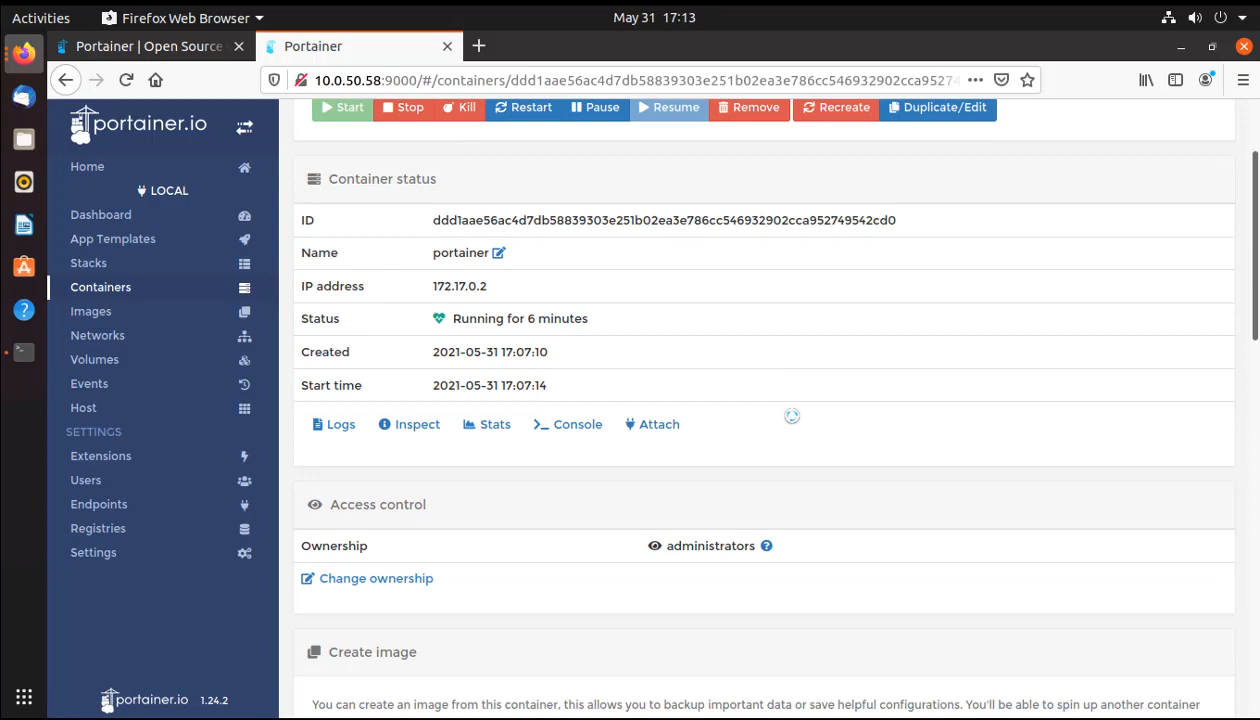 Activities
Firefox Web Browser
May 31 17:13
Portainer | Open Source
Portainer
10.0.50.58:9000/#/containers/ddd1aae56ac4d7db58839303e251b02ea3e786cc546932902cca95274
portainer.io
Home
LOCAL
Dashboard
App Templates
Stacks
Containers
Images
Networks
Volumes
Events
Host
SETTINGS
Extensions
Users
Endpoints
Registries
Settings
portainer.io 1.24.2
Start Stop Kill Restart Pause Resume Remove Recreate Duplicate/Edit
Container status
ID ddd1aae56ac4d7db58839303e251b02ea3e786cc546932902cca952749542cd0
Name portainer
IP address 172.17.0.2
Status Running for 6 minutes
Created 2021-05-31 17:07:10
Start time 2021-05-31 17:07:14
Logs Inspect Stats >_ Console Attach
Access control
Ownership administrators
Change ownership
Create image
You can create an image from this container, this allows you to backup important data or save helpful configurations. You'll be able to spin up another container